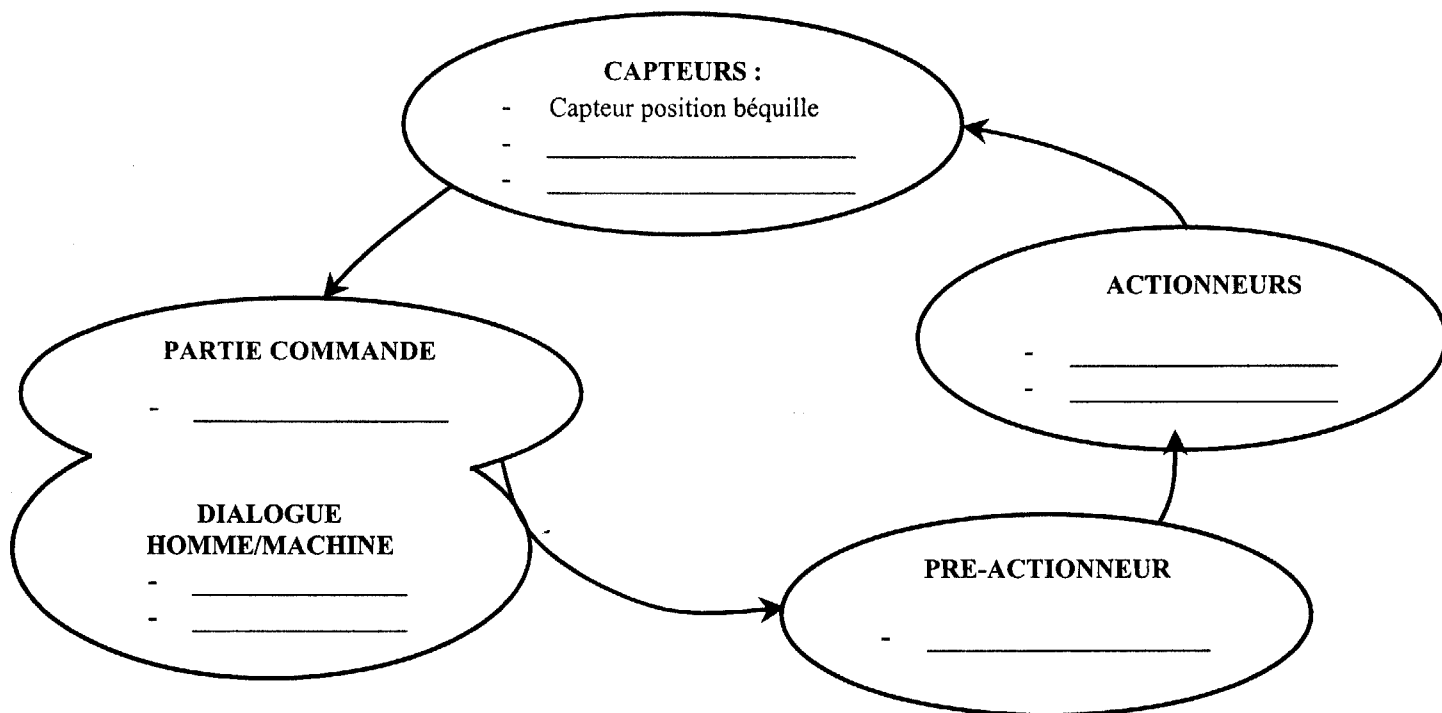 CAPTEURS :
- Capteur position béquille
-
-
ACTIONNEURS
-
-
PARTIE COMMANDE
-
DIALOGUE
HOMME/MACHINE
-
-
PRE-ACTIONNEUR
-